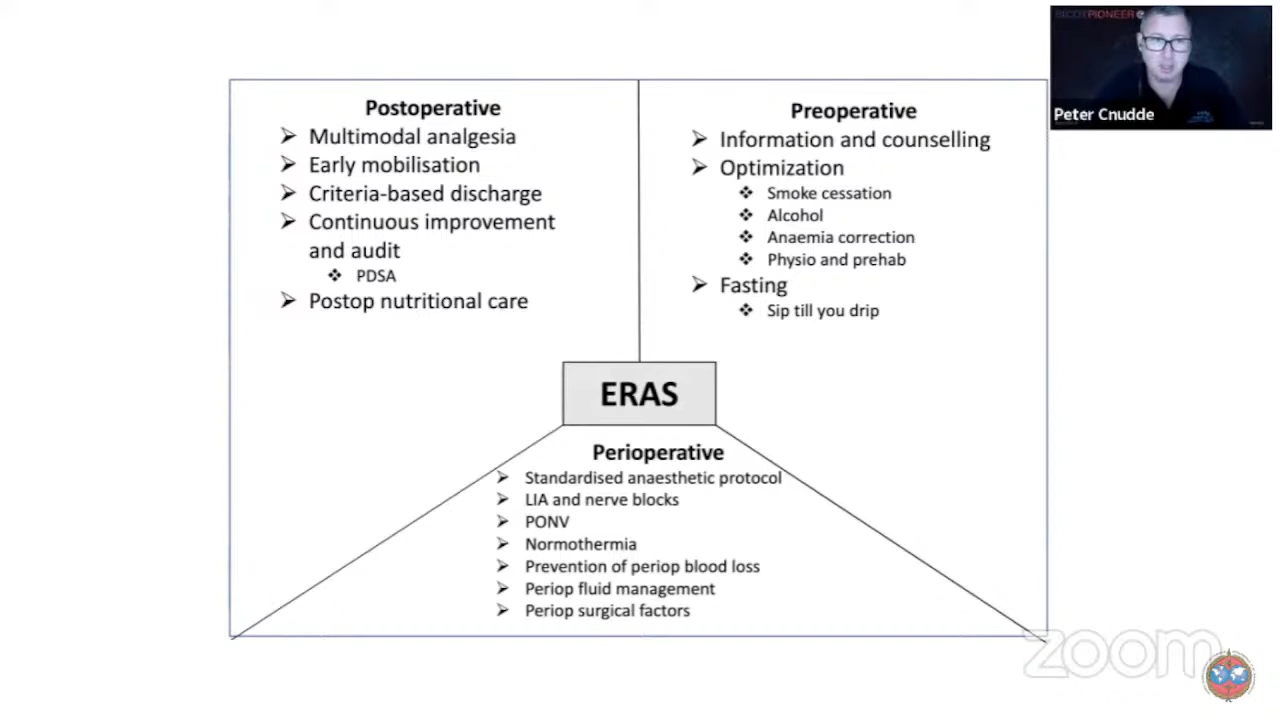 BICOXPIONEER
Peter Cnudde
Postoperative
Multimodal analgesia
Early mobilisation
Criteria-based discharge
Continuous improvement
and audit
PDSA
Postop nutritional care
Preoperative
Information and counselling
Optimization
Smoke cessation
Alcohol
Anaemia correction
Physio and prehab
Fasting
Sip till you drip
ERAS
Perioperative
Standardised anaesthetic protocol
LIA and nerve blocks
PONV
Normothermia
Prevention of periop blood loss
Periop fluid management
Periop surgical factors
zoom